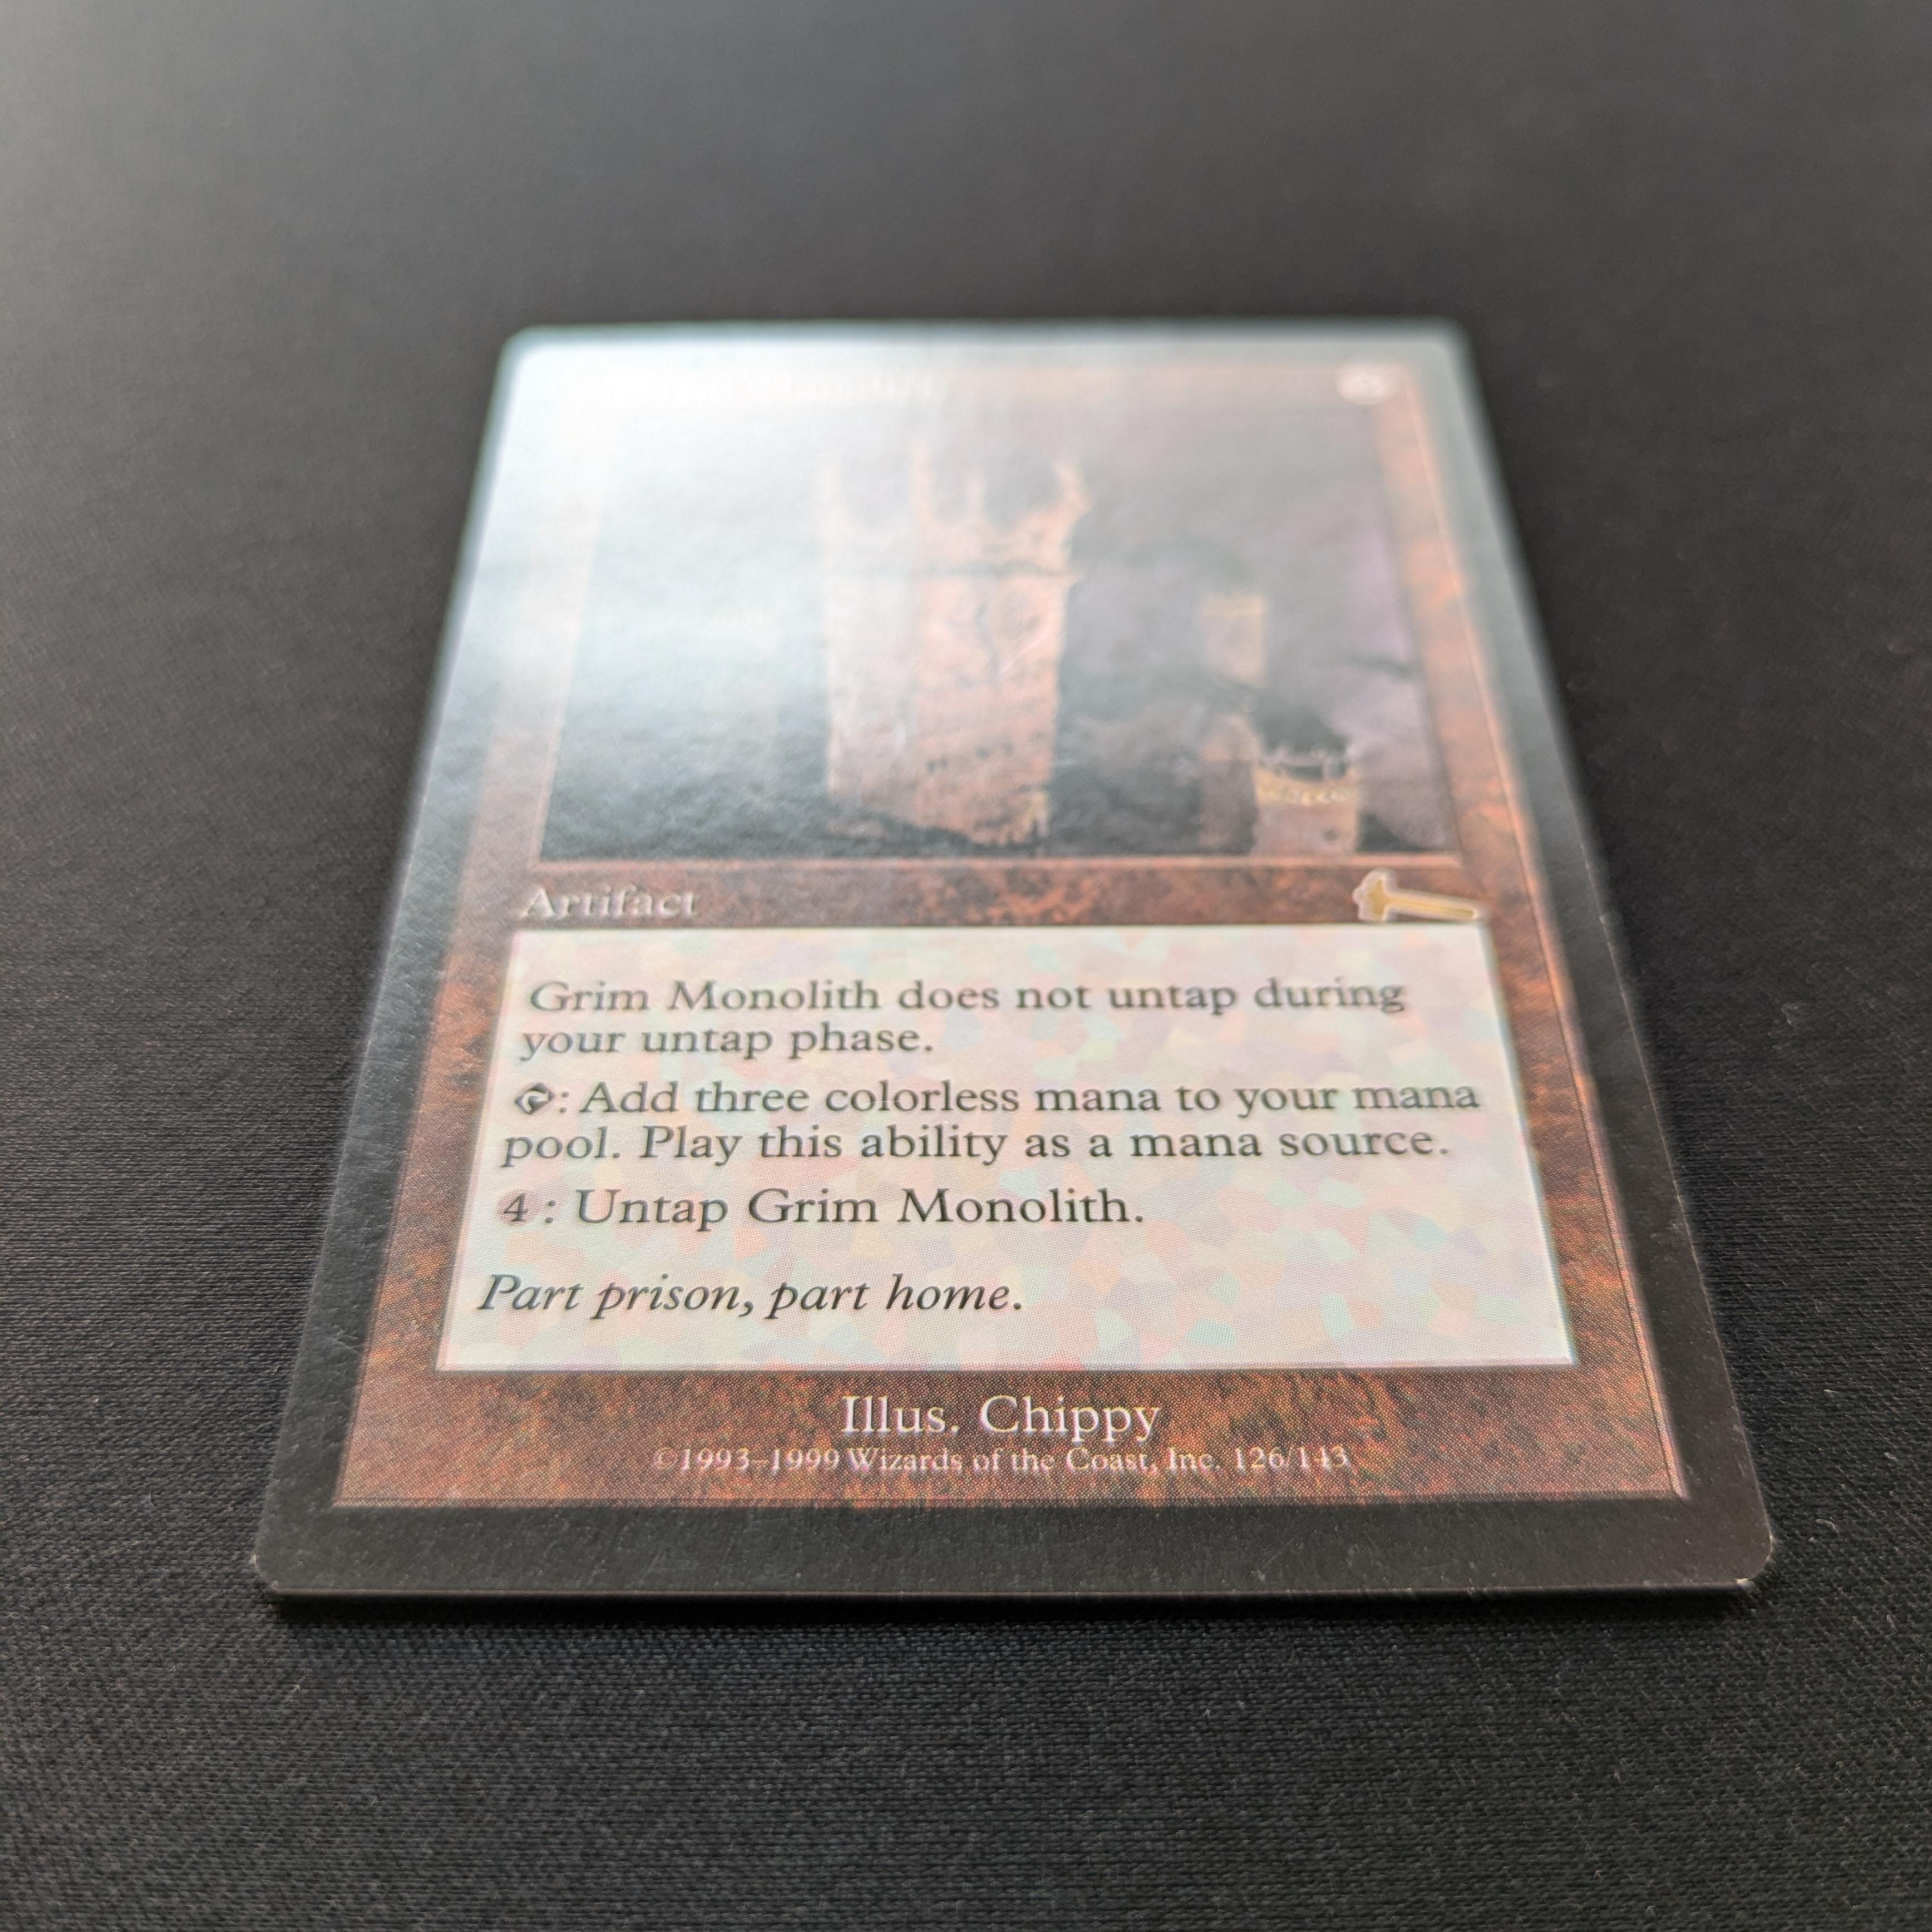 Artifact
Grim Monolith does not untap during
your untap phase.
: Add three colorless mana to your mana
pool. Play this ability as a mana source.
4: Untap Grim Monolith.
Part prison, part home.
Illus. Chippy
©1993–1999 Wizards of the Coast, Inc. 126/143